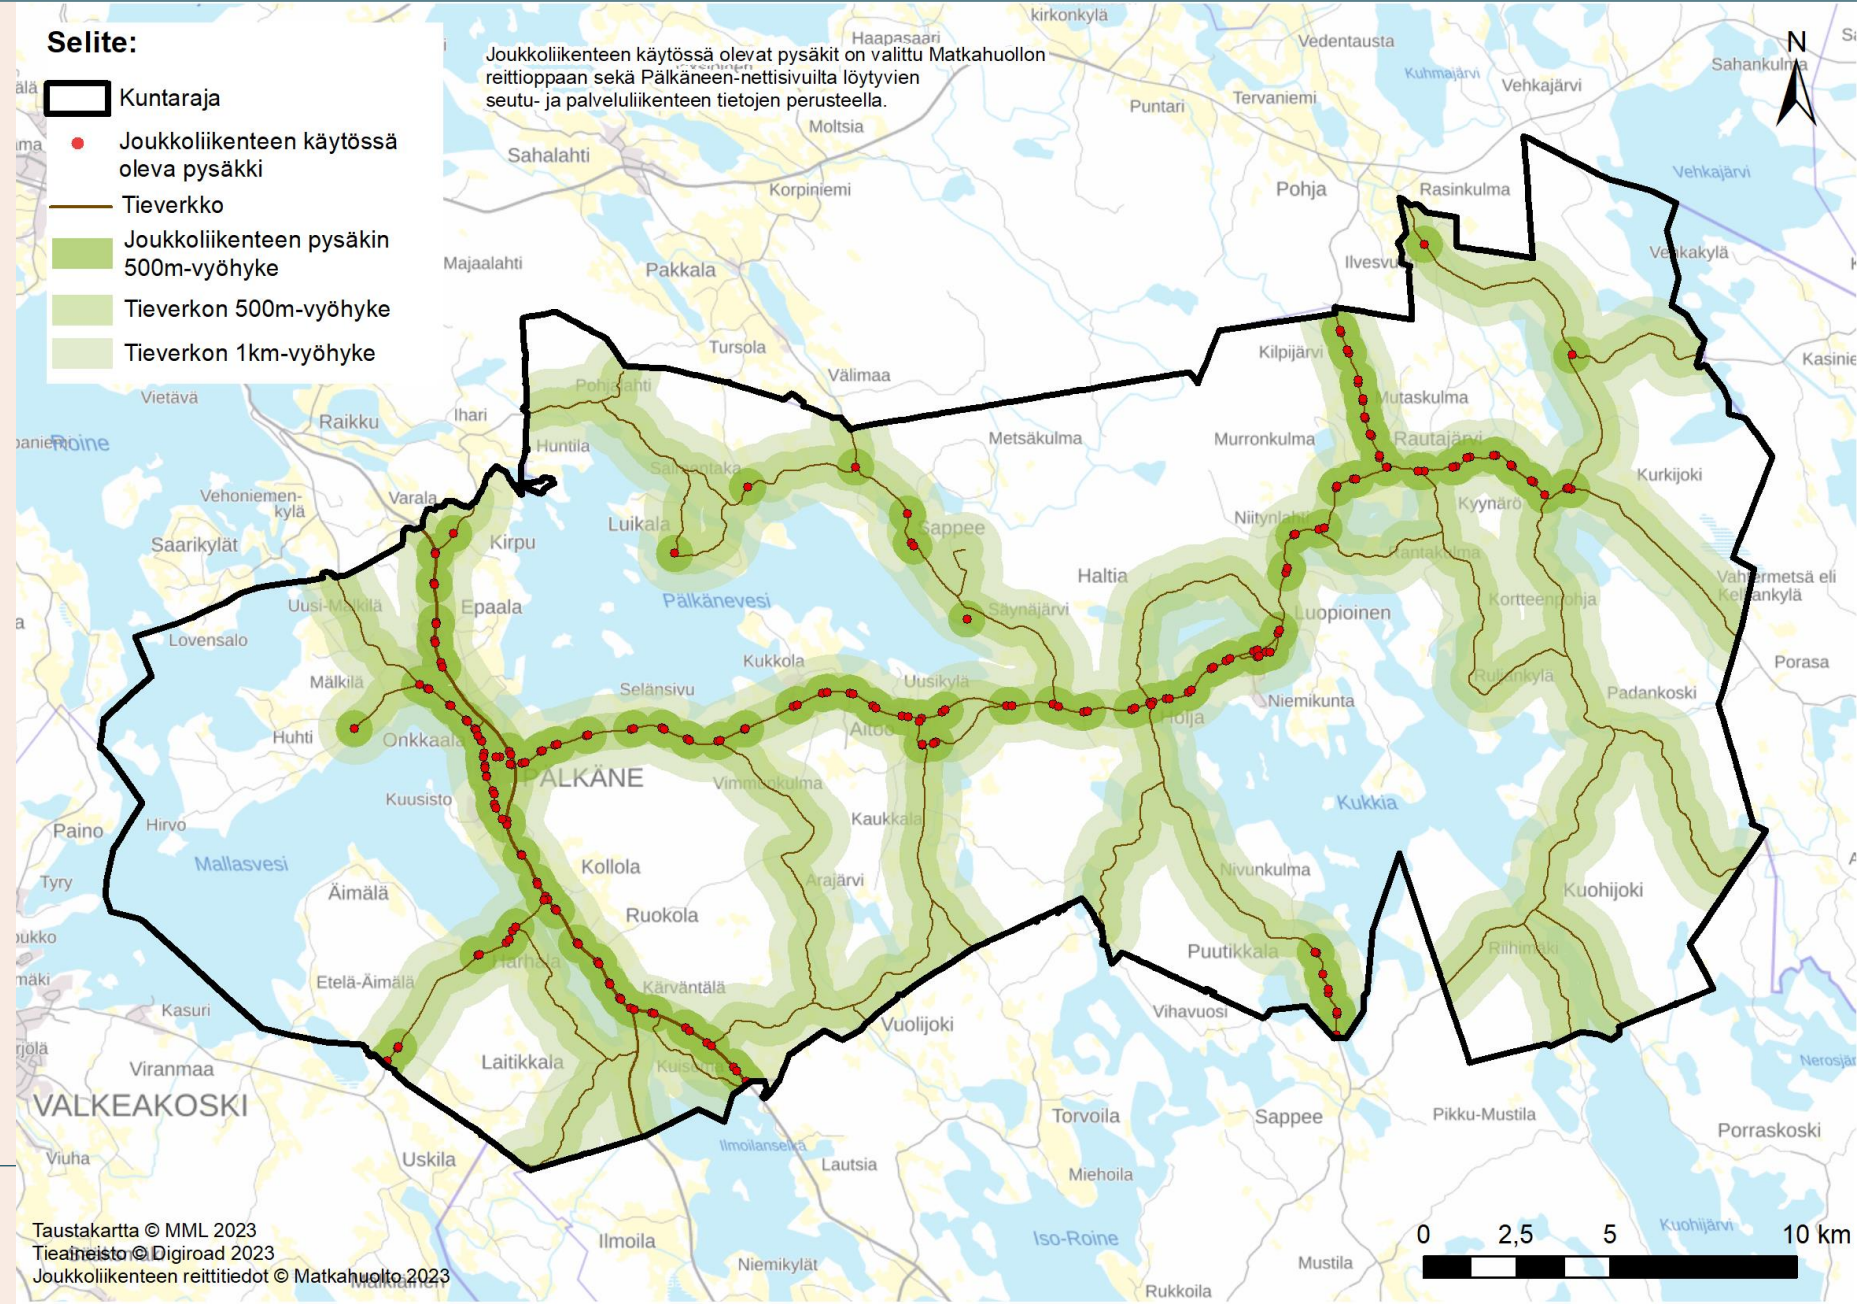 Selite:
Kuntaraja
Joukkoliikenteen käytössä
oleva pysäkki
Tieverkko
Joukkoliikenteen pysäkin
500m-vyöhyke
Tieverkon 500m-vyöhyke
Tieverkon 1km-vyöhyke
Joukkoliikenteen käytössä olevat pysäkit on valittu Matkahuollon
reittioppaan sekä Pälkäneen-nettisivuilta löytyvien
seutu- ja palveluliikenteen tietojen perusteella.
N
kirkonkylä
Haapasaari
Vedentausta
Kuhmajärvi
Sahankulma
Vehkajärvi
Tervaniemi
Puntari
Moltsia
Sahalahti
Korpiniemi
Pohja
Rasinkulma
Vehkajärvi
Majaalahti
Pakkala
Ilvesvu
Vehkakylä
Tursola
Välimaa
Kilpijärvi
Kasinie
Vietävä
Pohjalahti
Mutaskulma
Raikku
Ihari
Roine
Huntila
Metsäkulma
Murronkulma
Rautajärvi
Salmentaka
Kurkijoki
Vehoniemen-
kylä
Varala
Kyynärö
Luikala
Sappee
Niitynlahti
Saarikylät
Kirpu
Rantakulma
Haltia
Vahtermetsä eli
Keltankylä
Uusi-Mälkilä
Epaala
Pälkänevesi
Säynäjärvi
Kortteenpohja
Luopioinen
Lovensalo
Kukkola
Porasa
Mälkilä
Selänsivu
Uusikylä
Padankoski
Niemikunta
Huhti
Onkkaala
Aitoo
Holja
PÄLKÄNE
Vimmunkulma
Kuusisto
Kukkia
Paino
Hirvo
Kaukkala
Mallasvesi
Kollola
Nivunkulma
Tyry
Äimälä
Arajärvi
Kuohijoki
Ruokola
Puutikkala
Riihimäki
Harhala
Etelä-Äimälä
Kärväntälä
Kasuri
Vihavuosi
Vuolijoki
Viranmaa
Laitikkala
VALKEAKOSKI
Torvoila
Sappee
Pikku-Mustila
Ilmoilanselkä
Porraskoski
Viuha
Uskila
Lautsia
Miehoila
Ilmoila
Iso-Roine
Kuohijärvi
Niemikylät
Mustila
Rukkoila
0 2,5 5 10 km
Taustakartta © MML 2023
Tieaineisto © Digiroad 2023
Joukkoliikenteen reittitiedot © Matkahuolto 2023